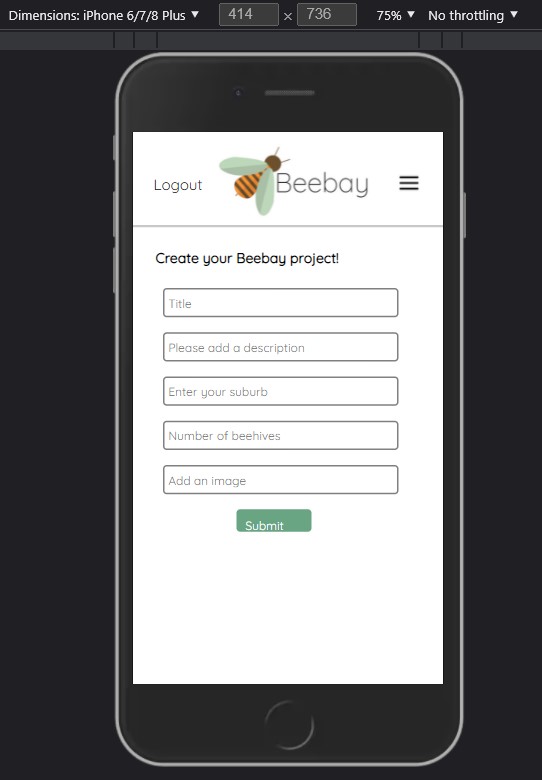 Dimensions: iPhone 6/7/8 Plus ▼ 414 × 736 75% ▼ No throttling ▼
Logout Beebay
Create your Beebay project!
Title
Please add a description
Enter your suburb
Number of beehives
Add an image
Submit